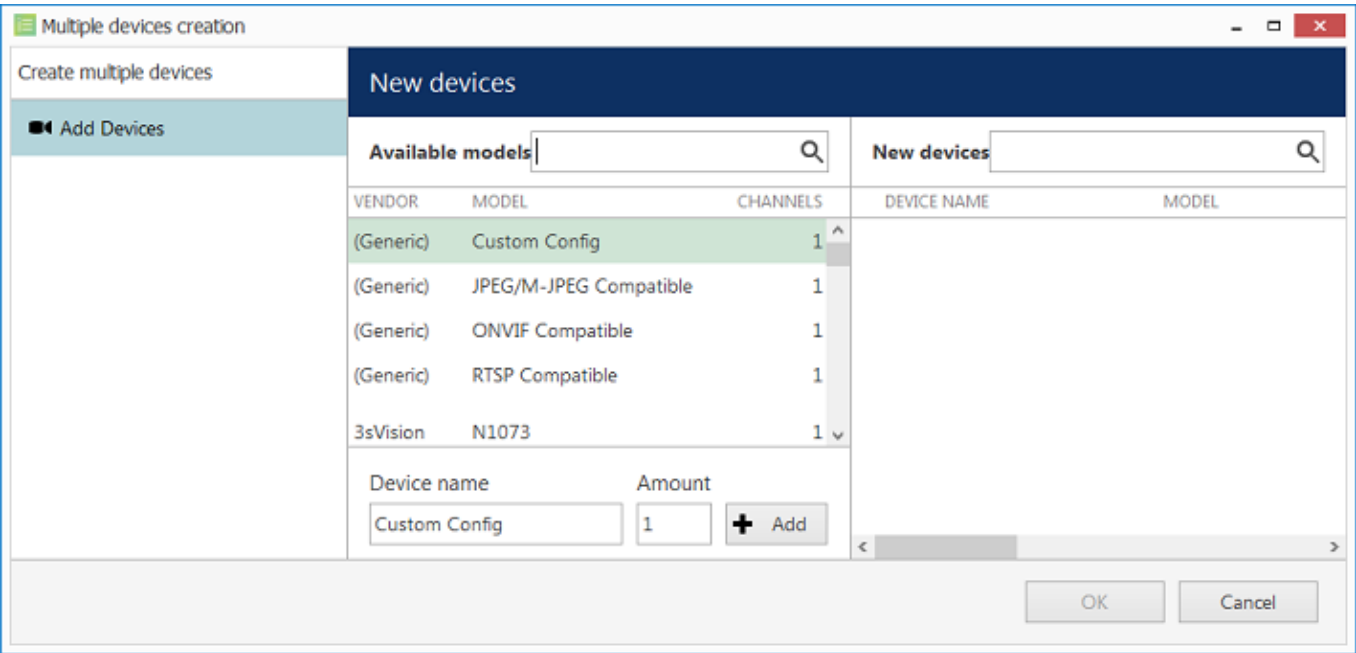 Multiple devices creation
Create multiple devices
Add Devices
New devices
Available models
VENDOR MODEL CHANNELS
(Generic) Custom Config 1
(Generic) JPEG/M-JPEG Compatible 1
(Generic) ONVIF Compatible 1
(Generic) RTSP Compatible 1
3sVision N1073 1
Device name Amount
Custom Config 1 Add
New devices
DEVICE NAME MODEL
OK Cancel